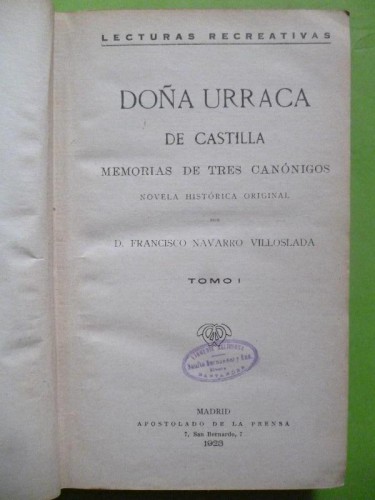 LECTURAS RECREATIVAS
DOÑA URRACA
DE CASTILLA
MEMORIAS DE TRES CANÓNIGOS
NOVELA HISTÓRICA ORIGINAL
POR
D. FRANCISCO NAVARRO VILLOSLADA
TOMO I
MADRID
APOSTOLADO DE LA PRENSA
7, San Bernardo, 7
1923